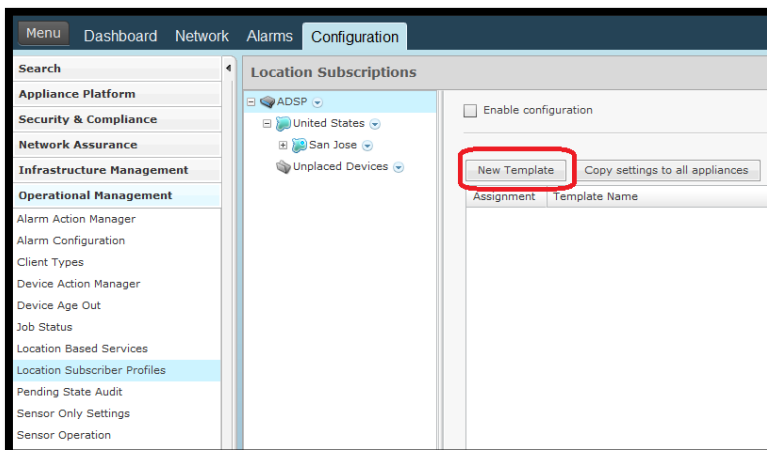 Menu Dashboard Network Alarms Configuration
Search
Appliance Platform
Security & Compliance
Network Assurance
Infrastructure Management
Operational Management
Alarm Action Manager
Alarm Configuration
Client Types
Device Action Manager
Device Age Out
Job Status
Location Based Services
Location Subscriber Profiles
Pending State Audit
Sensor Only Settings
Sensor Operation
Location Subscriptions
ADSP
United States
San Jose
Unplaced Devices
Enable configuration
New Template Copy settings to all appliances
Assignment Template Name